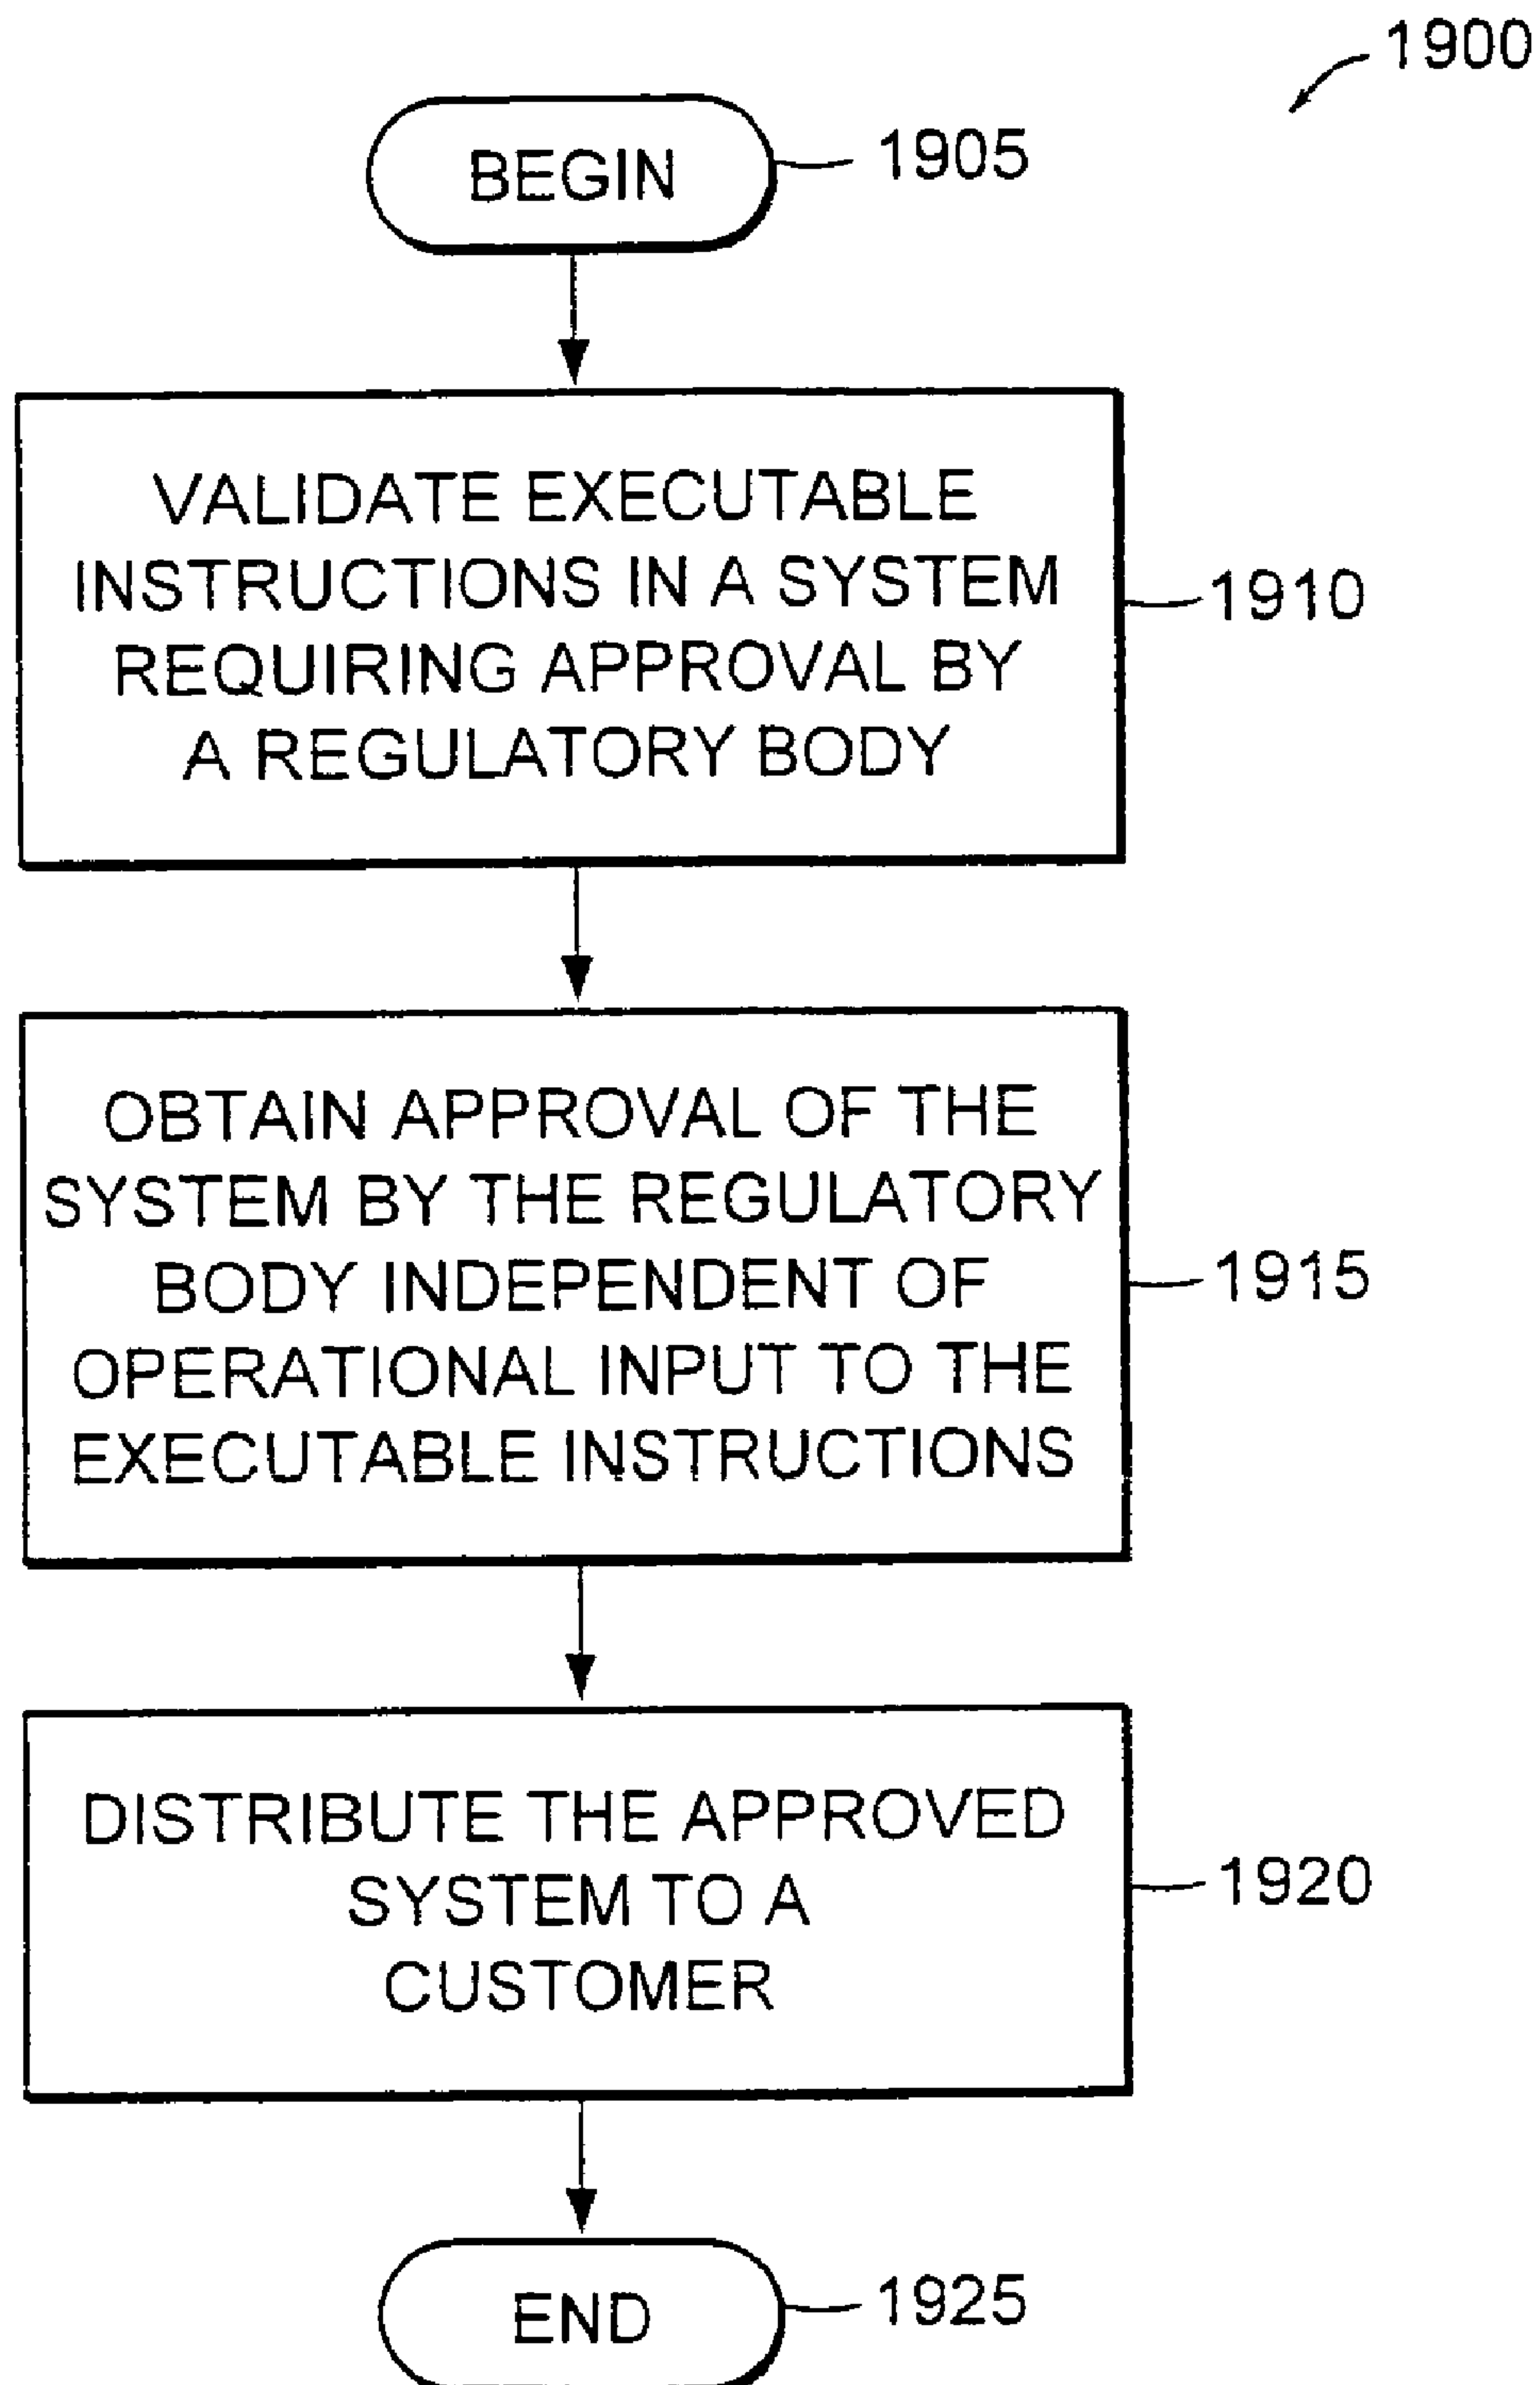 1900
BEGIN
1905
VALIDATE EXECUTABLE
INSTRUCTIONS IN A SYSTEM
REQUIRING APPROVAL BY
A REGULATORY BODY
1910
OBTAIN APPROVAL OF THE
SYSTEM BY THE REGULATORY
BODY INDEPENDENT OF
OPERATIONAL INPUT TO THE
EXECUTABLE INSTRUCTIONS
1915
DISTRIBUTE THE APPROVED
SYSTEM TO A
CUSTOMER
1920
END
1925